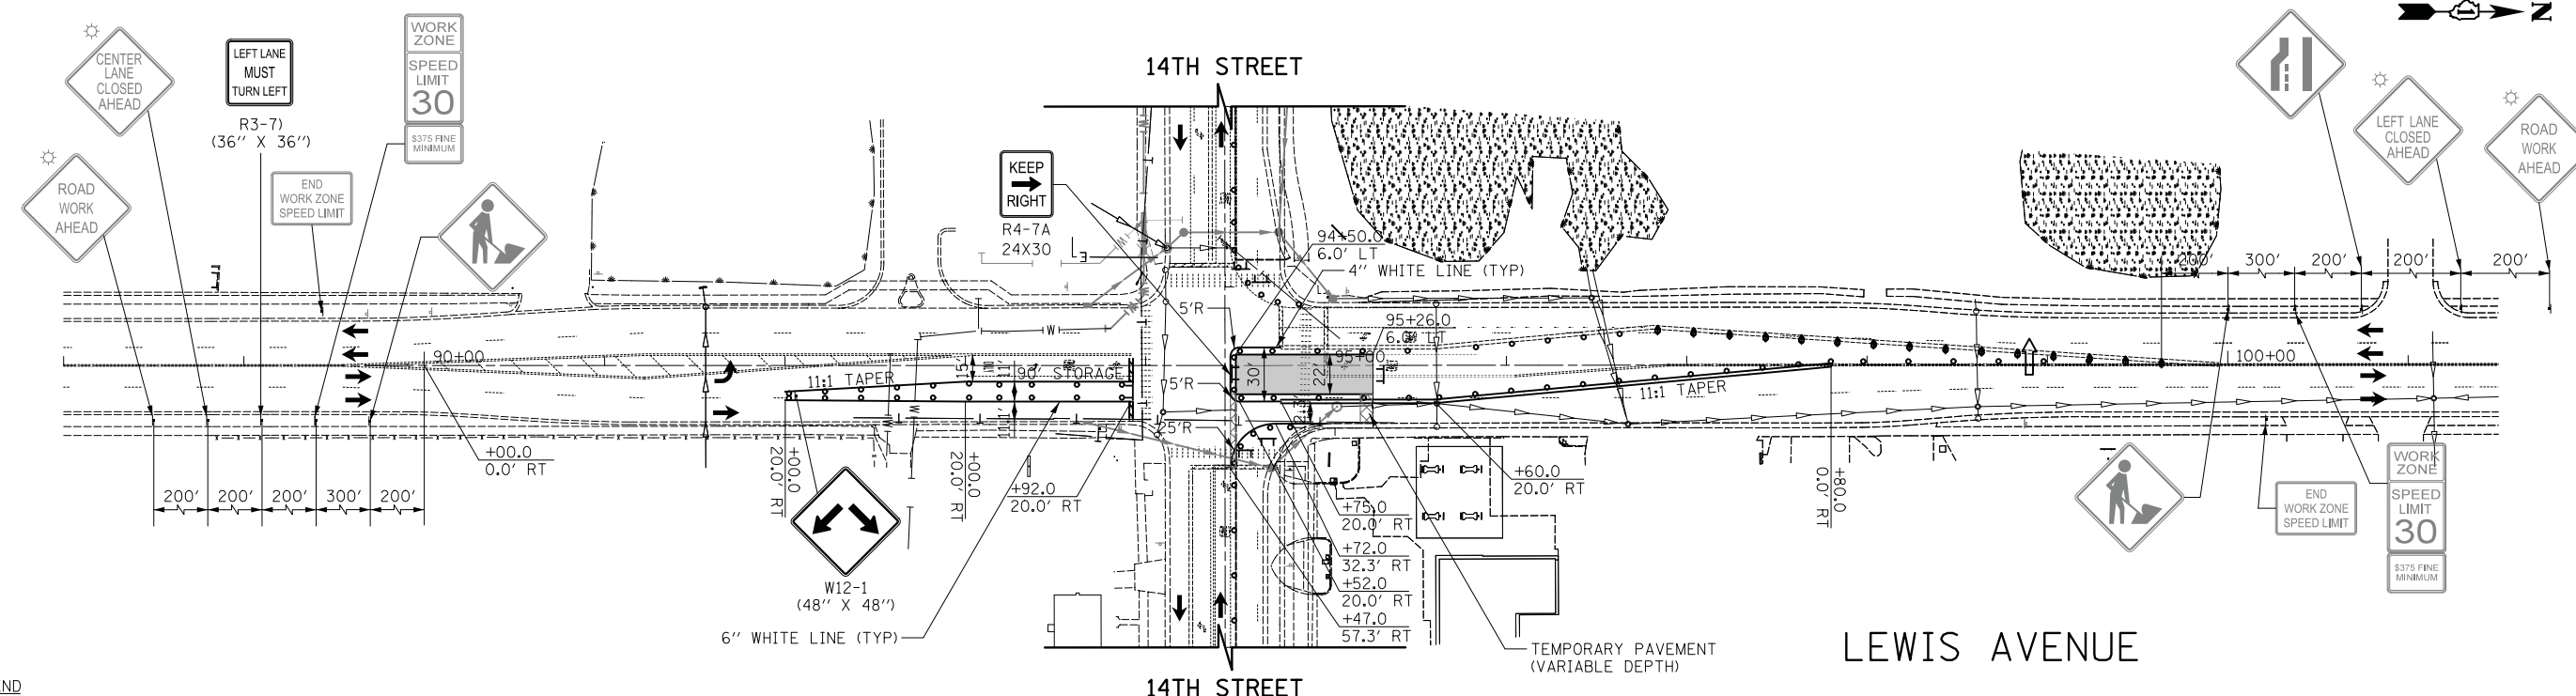 CENTER
LANE
CLOSED
AHEAD
LEFT LANE
MUST
TURN LEFT
R3-7)
(36" X 36")
WORK
ZONE
SPEED
LIMIT
30
$375 FINE
MINIMUM
ROAD
WORK
AHEAD
END
WORK ZONE
SPEED LIMIT
14TH STREET
KEEP
RIGHT
R4-7A
24X30
94+50.0
6.0' LT
4" WHITE LINE (TYP)
95+26.0
6.0' LT
N
LEFT LANE
CLOSED
AHEAD
ROAD
WORK
AHEAD
200'
300'
200'
200'
200'
90+00
11:1 TAPER
15'
11'
90' STORAGE
11'
W
5'R
5'R
25'R
30'
22'
95+00
11:1 TAPER
100+00
+00.0
0.0' RT
200'
200'
200'
300'
200'
+00.0
20.0' RT
+00.0
20.0' RT
+92.0
20.0' RT
W12-1
(48" X 48")
6" WHITE LINE (TYP)
+60.0
20.0' RT
+75.0
20.0' RT
+72.0
32.3' RT
+52.0
20.0' RT
+47.0
57.3' RT
+80.0
0.0' RT
TEMPORARY PAVEMENT
(VARIABLE DEPTH)
END
WORK ZONE
SPEED LIMIT
WORK
ZONE
SPEED
LIMIT
30
$375 FINE
MINIMUM
LEWIS AVENUE
14TH STREET